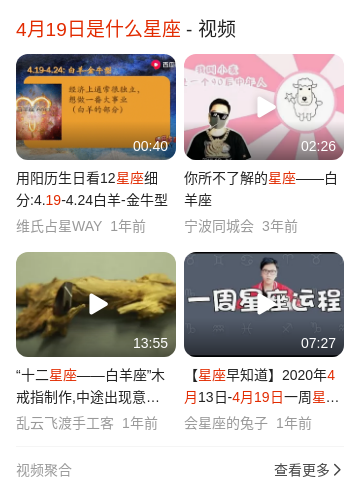 4月19日是什么星座 - 视频
4.19-4.24: 白羊-金牛型
经济上通常很独立，
想做一番大事业
（白羊的部分）
00:40
02:26
用阳历生日看12星座细
分:4.19-4.24白羊-金牛型
你所不了解的星座——白
羊座
维氏占星WAY 1年前
宁波同城会 3年前
13:55
一周星座运程
07:27
“十二星座——白羊座”木
戒指制作,中途出现意…
【星座早知道】2020年4
月13日-4月19日一周星…
乱云飞渡手工客 1年前
会星座的兔子 1年前
视频聚合
查看更多